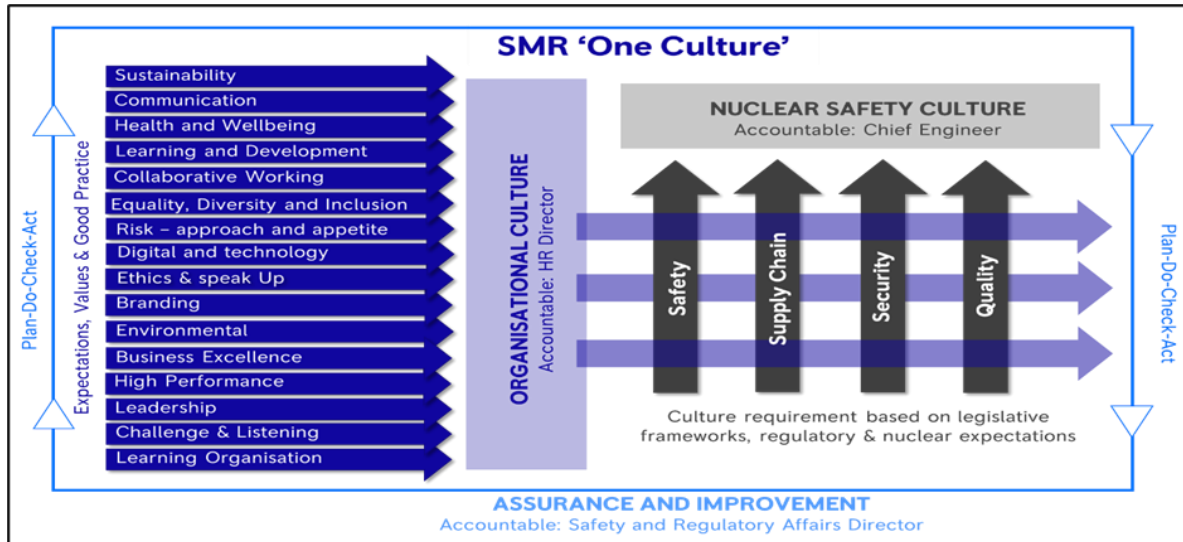 SMR 'One Culture'
Plan-Do-Check-Act
Expectations, Values & Good Practice
Sustainability
Communication
Health and Wellbeing
Learning and Development
Collaborative Working
Equality, Diversity and Inclusion
Risk – approach and appetite
Digital and technology
Ethics & speak Up
Branding
Environmental
Business Excellence
High Performance
Leadership
Challenge & Listening
Learning Organisation
ORGANISATIONAL CULTURE
Accountable: HR Director
NUCLEAR SAFETY CULTURE
Accountable: Chief Engineer
Safety
Supply Chain
Security
Quality
Culture requirement based on legislative
frameworks, regulatory & nuclear expectations
Plan-Do-Check-Act
ASSURANCE AND IMPROVEMENT
Accountable: Safety and Regulatory Affairs Director